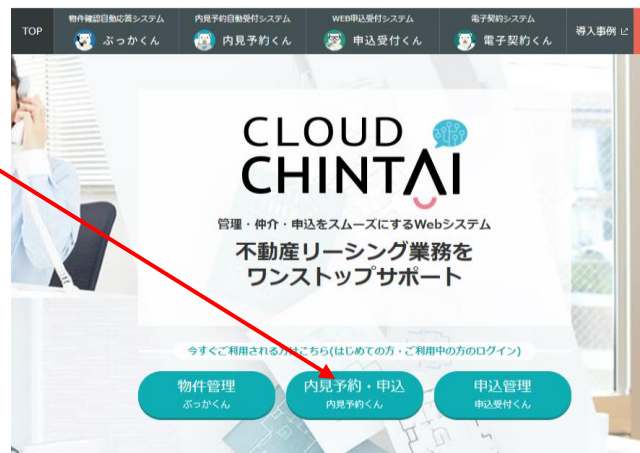 TOP
物件確認自動応答システム
ぶっかくん
内見予約自動受付システム
内見予約くん
WEB申込受付システム
申込受付くん
電子契約システム
電子契約くん
導入事例
CLOUD
CHINTAI
管理・仲介・申込をスムーズにするWebシステム
不動産リーシング業務を
ワンストップサポート
今すぐご利用される方はこちら(はじめての方・ご利用中の方のログイン)
物件管理
ぶっかくん
内見予約・申込
内見予約くん
申込管理
申込受付くん